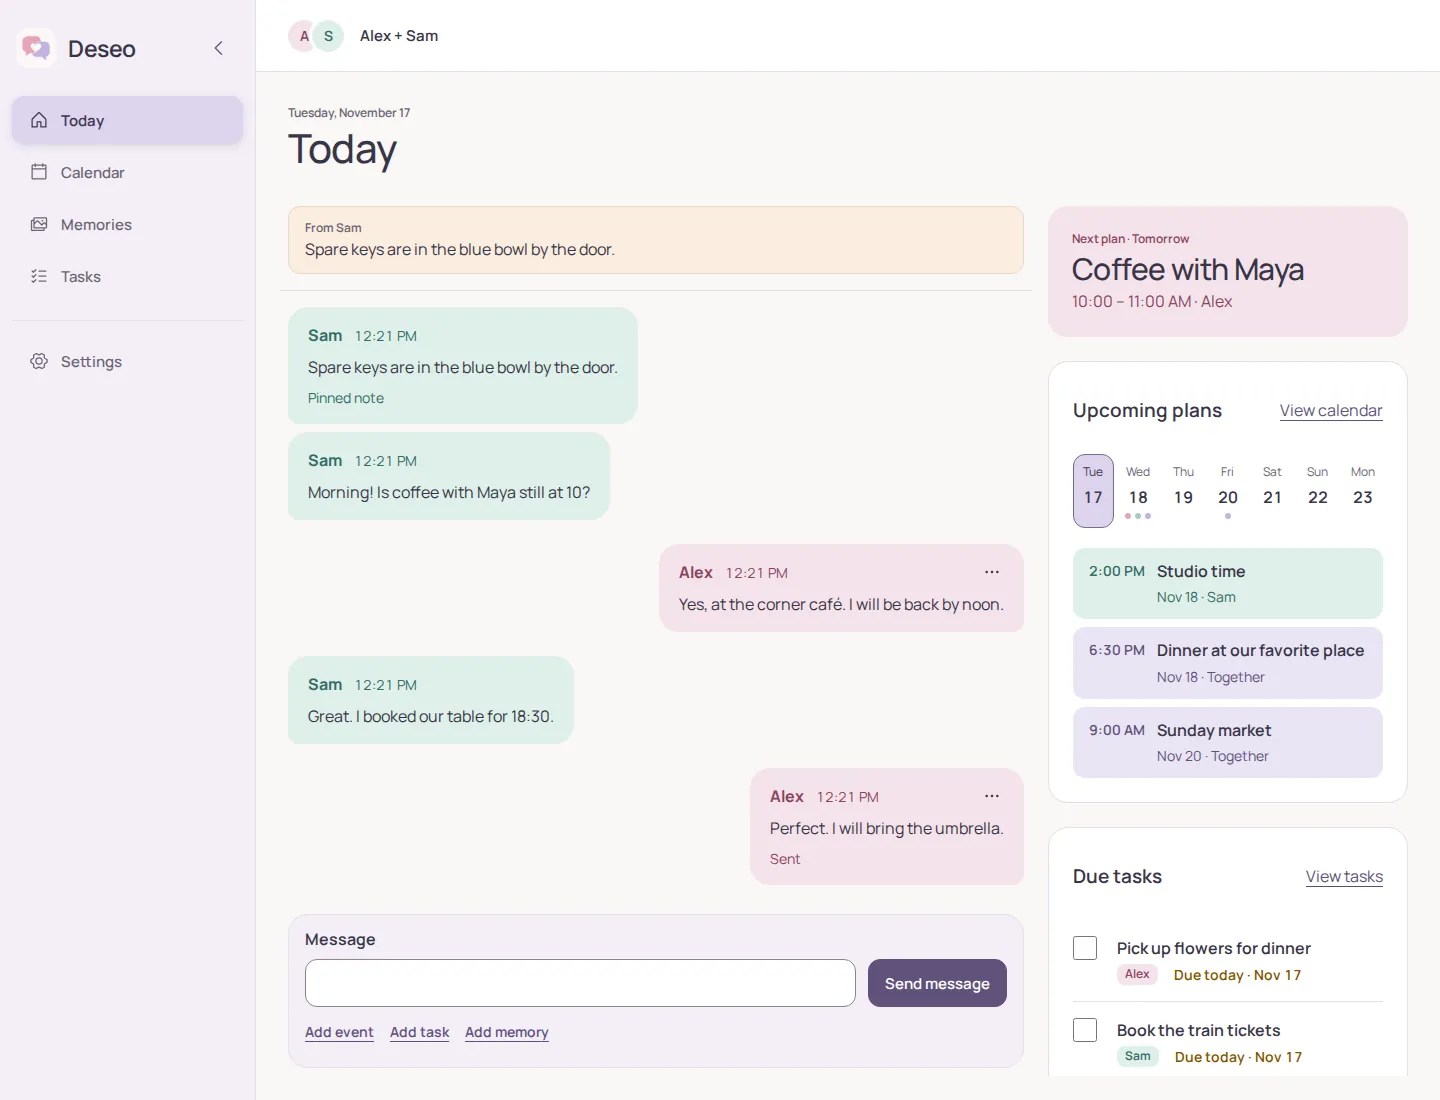 Deseo
Today
Calendar
Memories
Tasks
Settings
A S Alex + Sam
Tuesday, November 17
Today
From Sam
Spare keys are in the blue bowl by the door.
Sam 12:21 PM
Spare keys are in the blue bowl by the door.
Pinned note
Sam 12:21 PM
Morning! Is coffee with Maya still at 10?
Alex 12:21 PM ...
Yes, at the corner café. I will be back by noon.
Sam 12:21 PM
Great. I booked our table for 18:30.
Alex 12:21 PM ...
Perfect. I will bring the umbrella.
Sent
Message
Send message
Add event Add task Add memory
Next plan · Tomorrow
Coffee with Maya
10:00 – 11:00 AM · Alex
Upcoming plans View calendar
Tue Wed Thu Fri Sat Sun Mon
17 18 19 20 21 22 23
2:00 PM Studio time
Nov 18 · Sam
6:30 PM Dinner at our favorite place
Nov 18 · Together
9:00 AM Sunday market
Nov 20 · Together
Due tasks View tasks
Pick up flowers for dinner
Alex Due today · Nov 17
Book the train tickets
Sam Due today · Nov 17